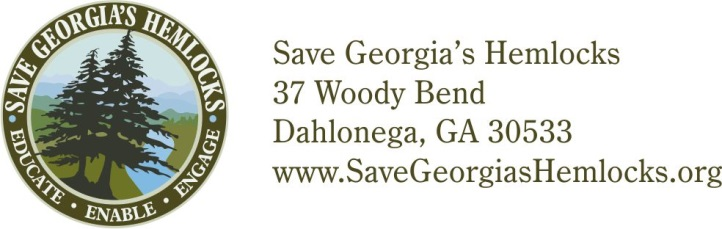 SAVE GEORGIA'S HEMLOCKS
• EDUCATE • ENABLE • ENGAGE •
Save Georgia’s Hemlocks
37 Woody Bend
Dahlonega, GA 30533
www.SaveGeorgiasHemlocks.org